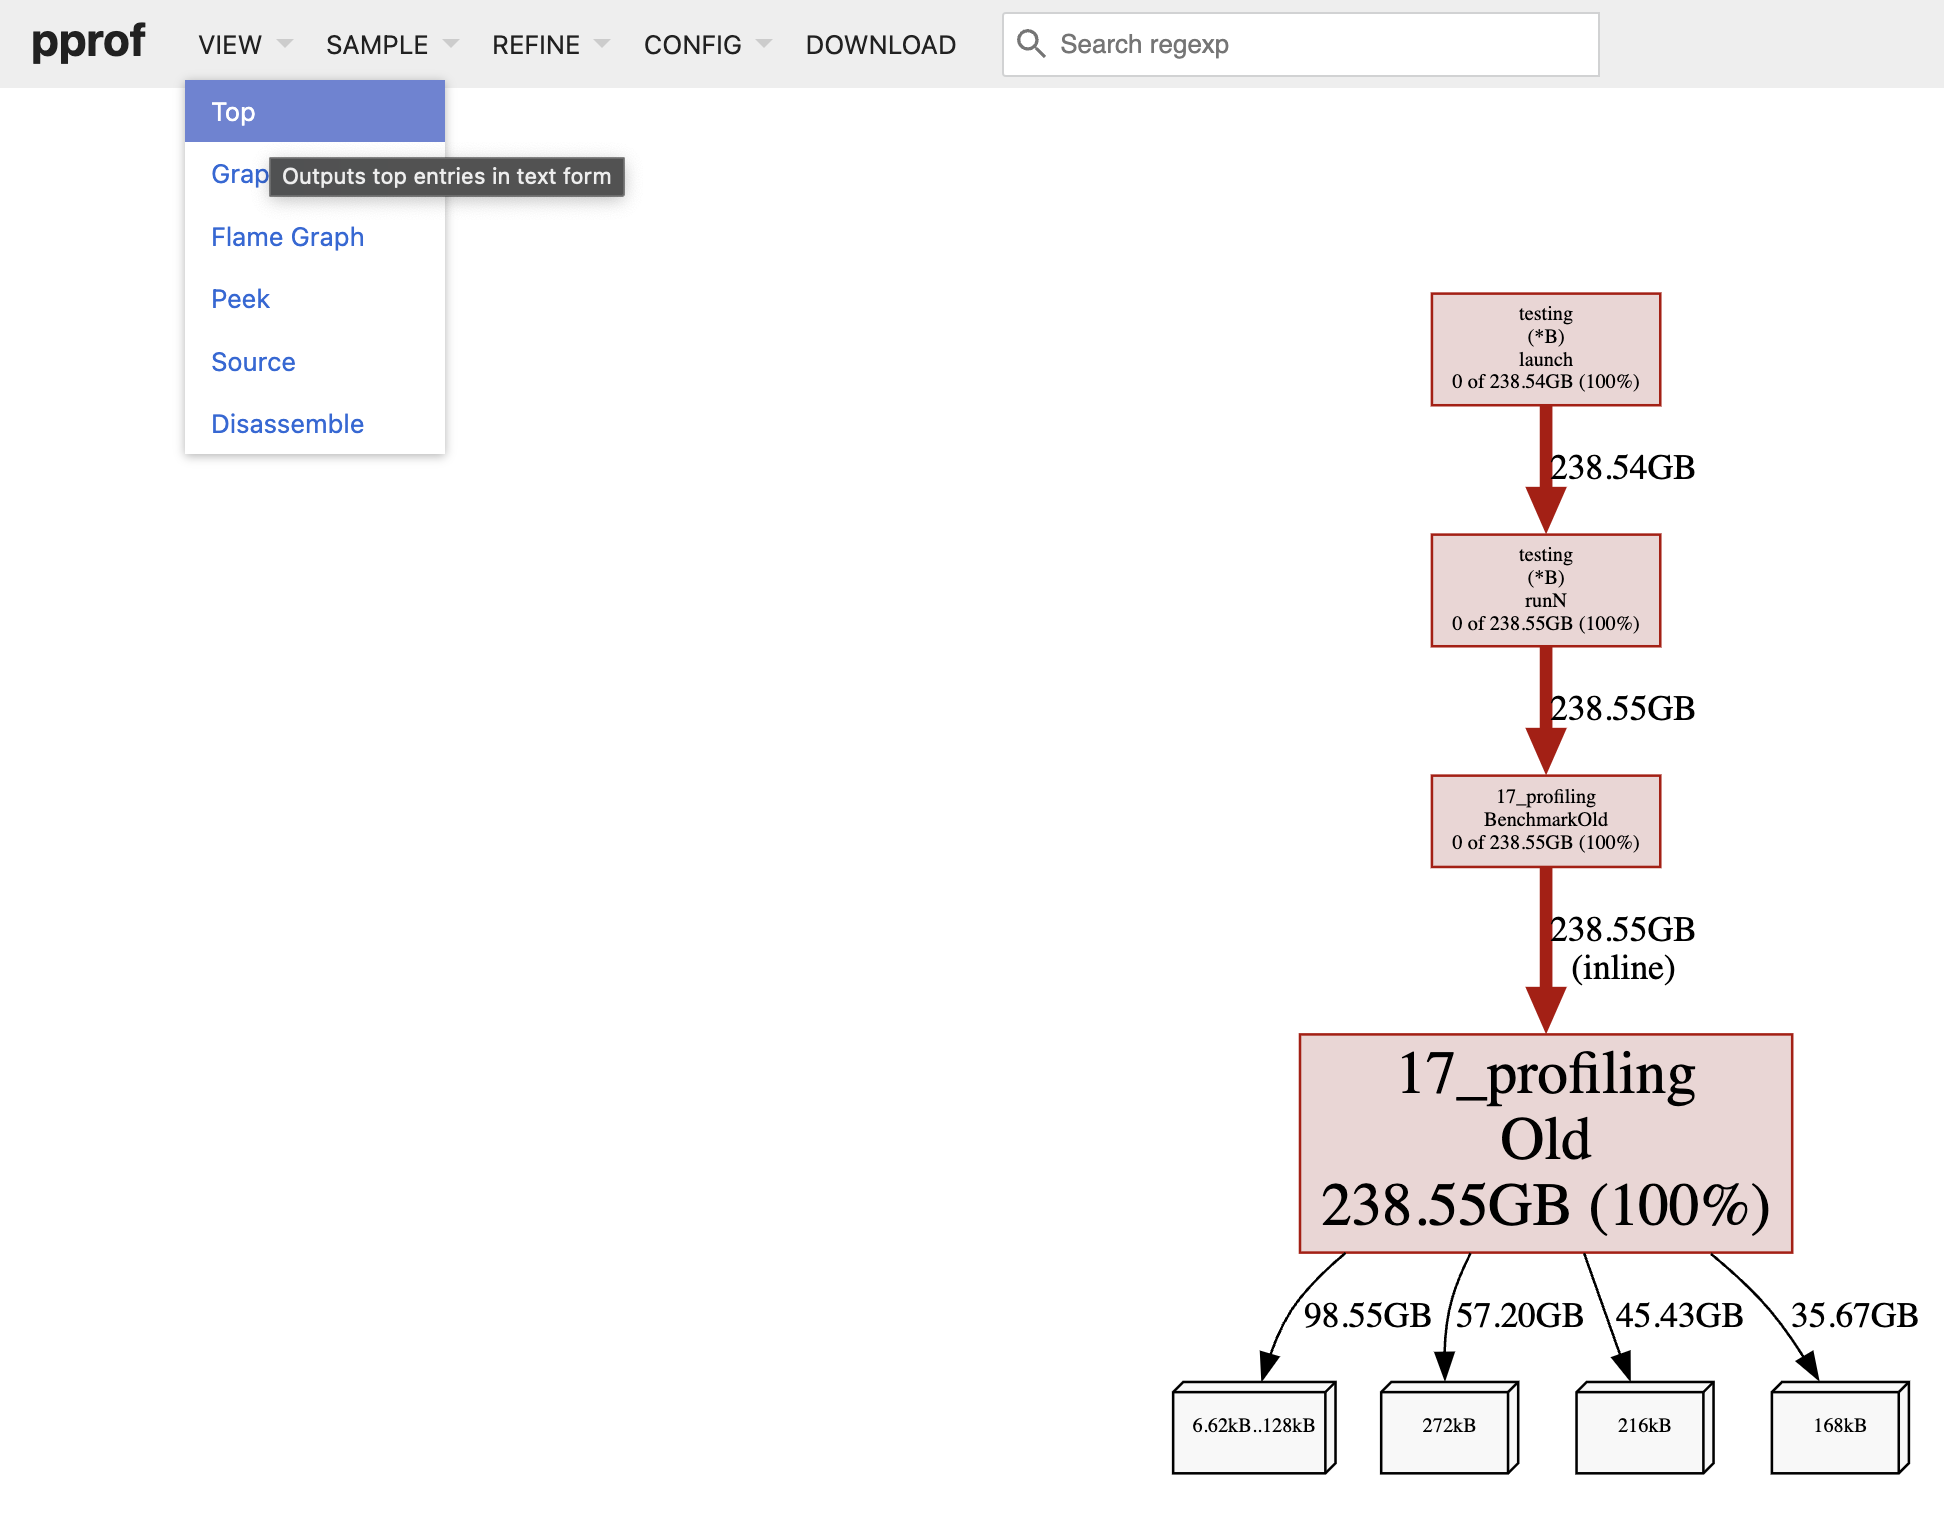 pprof
VIEW
SAMPLE
REFINE
CONFIG
DOWNLOAD
Search regexp
Top
Grap
Outputs top entries in text form
Flame Graph
Peek
Source
Disassemble
testing
(*B)
launch
0 of 238.54GB (100%)
238.54GB
testing
(*B)
runN
0 of 238.55GB (100%)
238.55GB
17_profiling
BenchmarkOld
0 of 238.55GB (100%)
238.55GB
(inline)
17_profiling
Old
238.55GB (100%)
98.55GB
57.20GB
45.43GB
35.67GB
6.62kB..128kB
272kB
216kB
168kB